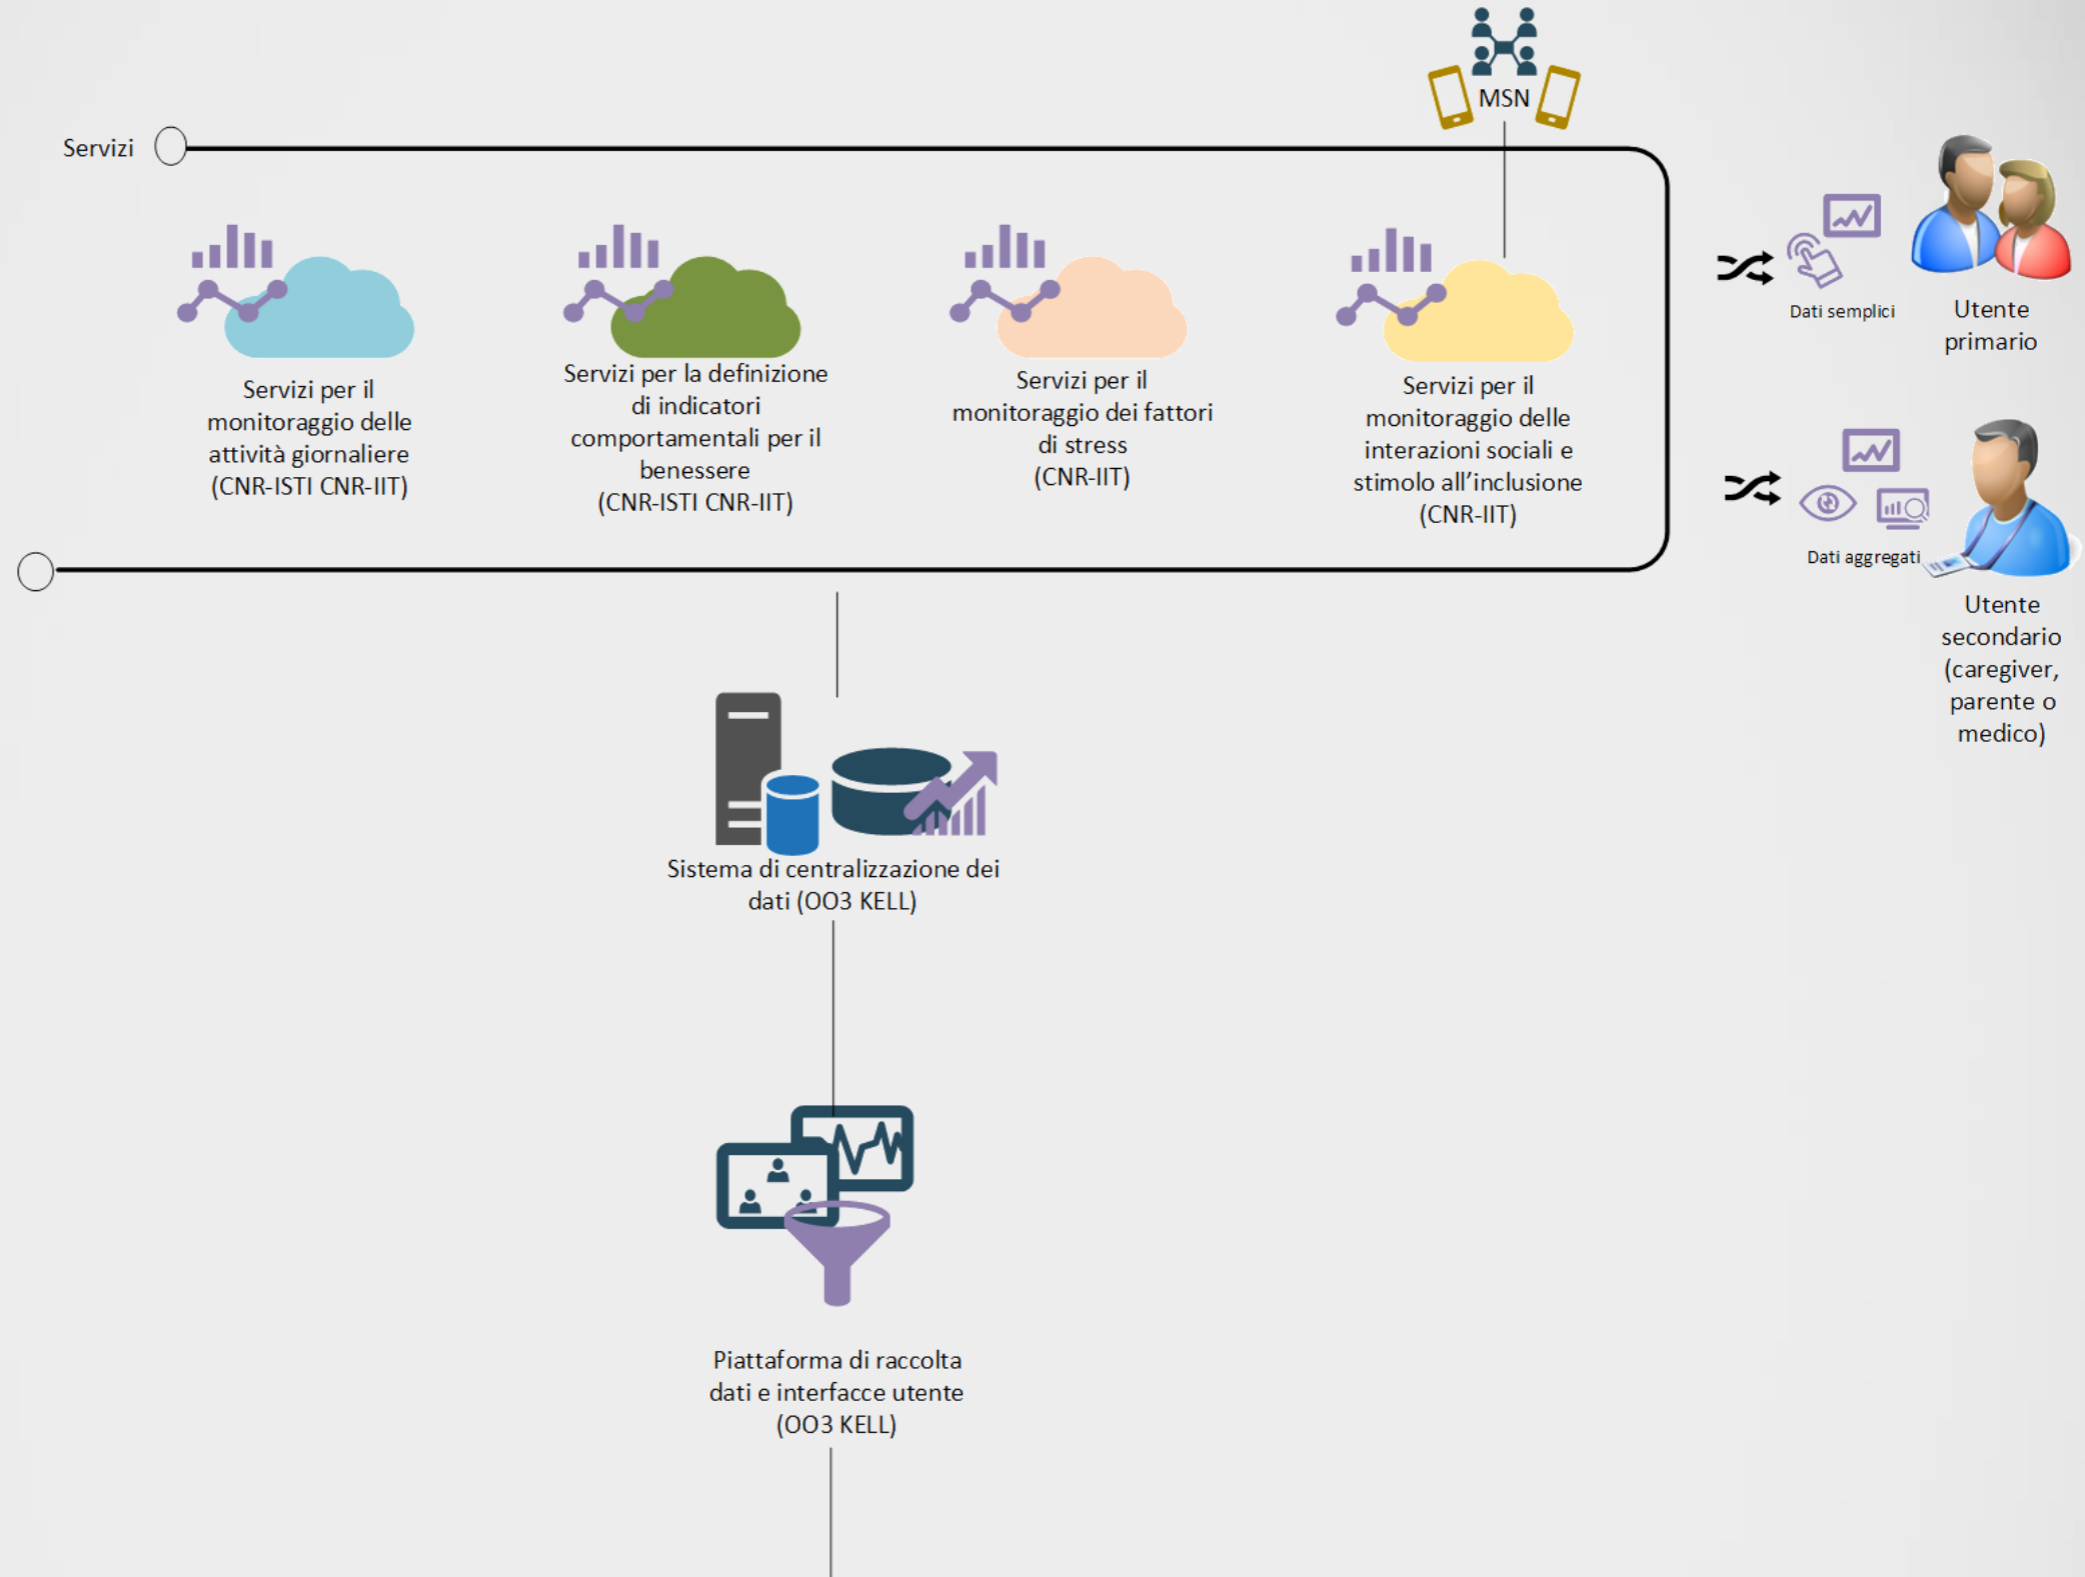 MSN
Servizi
Servizi per il
monitoraggio delle
attività giornaliere
(CNR-ISTI CNR-IIT)
Servizi per la definizione
di indicatori
comportamentali per il
benessere
(CNR-ISTI CNR-IIT)
Servizi per il
monitoraggio dei fattori
di stress
(CNR-IIT)
Servizi per il
monitoraggio delle
interazioni sociali e
stimolo all’inclusione
(CNR-IIT)
Dati semplici
Utente
primario
Dati aggregati
Utente
secondario
(caregiver,
parente o
medico)
Sistema di centralizzazione dei
dati (OO3 KELL)
Piattaforma di raccolta
dati e interfacce utente
(OO3 KELL)